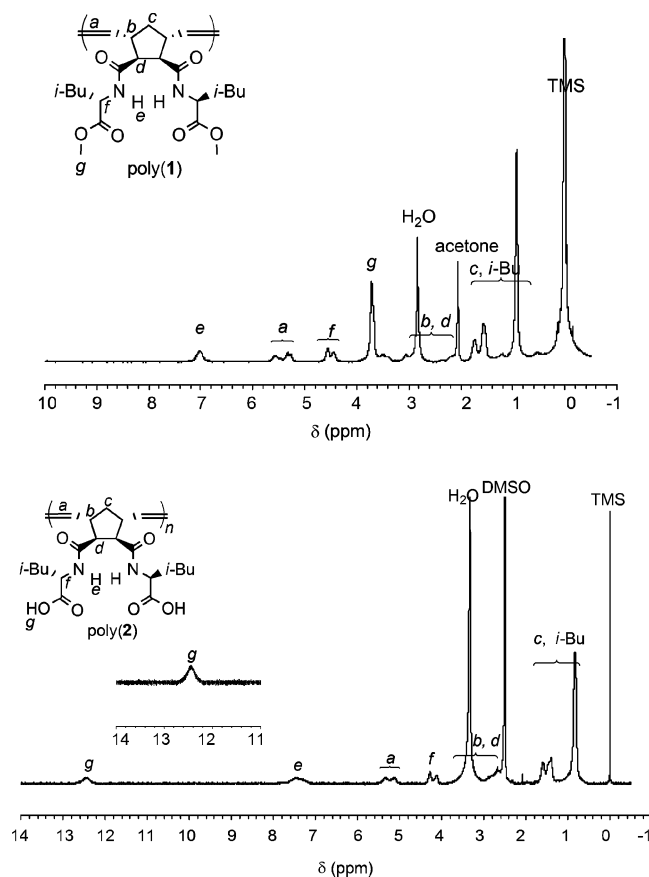 a b c
O d O
i-Bu N H H N i-Bu
f e
O O O O
g
poly(1)
TMS
H2O
acetone
g c, i-Bu
e a f b, d
10 9 8 7 6 5 4 3 2 1 0 -1
δ (ppm)
a b c
n
O d O
i-Bu N H H N i-Bu
f e
HO O O OH
g
poly(2)
H2O DMSO TMS
g
14 13 12 11
c, i-Bu
g e a f b, d
14 13 12 11 10 9 8 7 6 5 4 3 2 1 0 -1
δ (ppm)